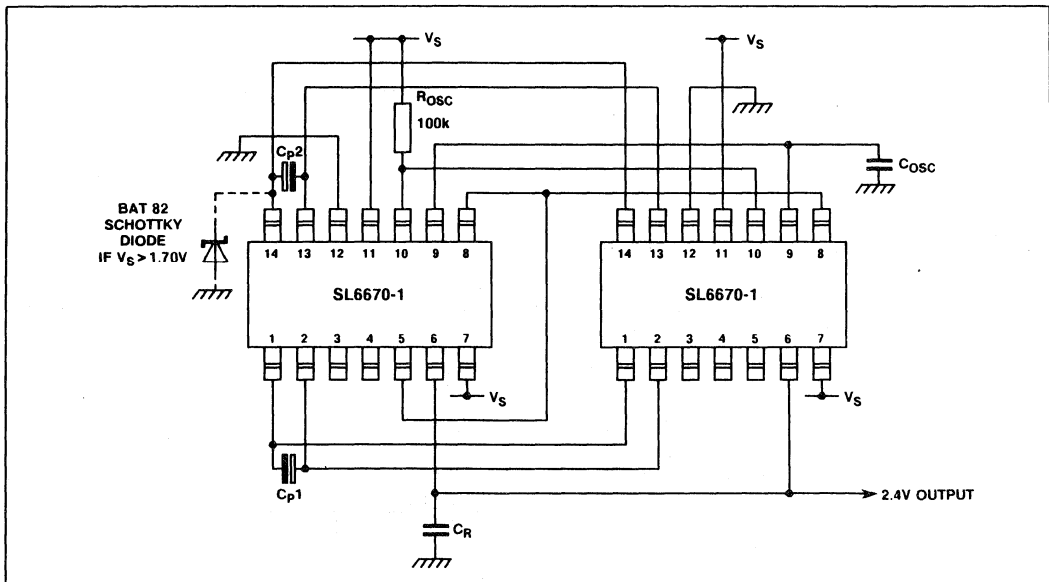 VS
VS
ROSC
100k
CP2
COSC
BAT 82
SCHOTTKY
DIODE
IF VS > 1.70V
14 13 12 11 10 9 8
SL6670-1
1 2 3 4 5 6 7
14 13 12 11 10 9 8
SL6670-1
1 2 3 4 5 6 7
VS
VS
CP1
2.4V OUTPUT
CR